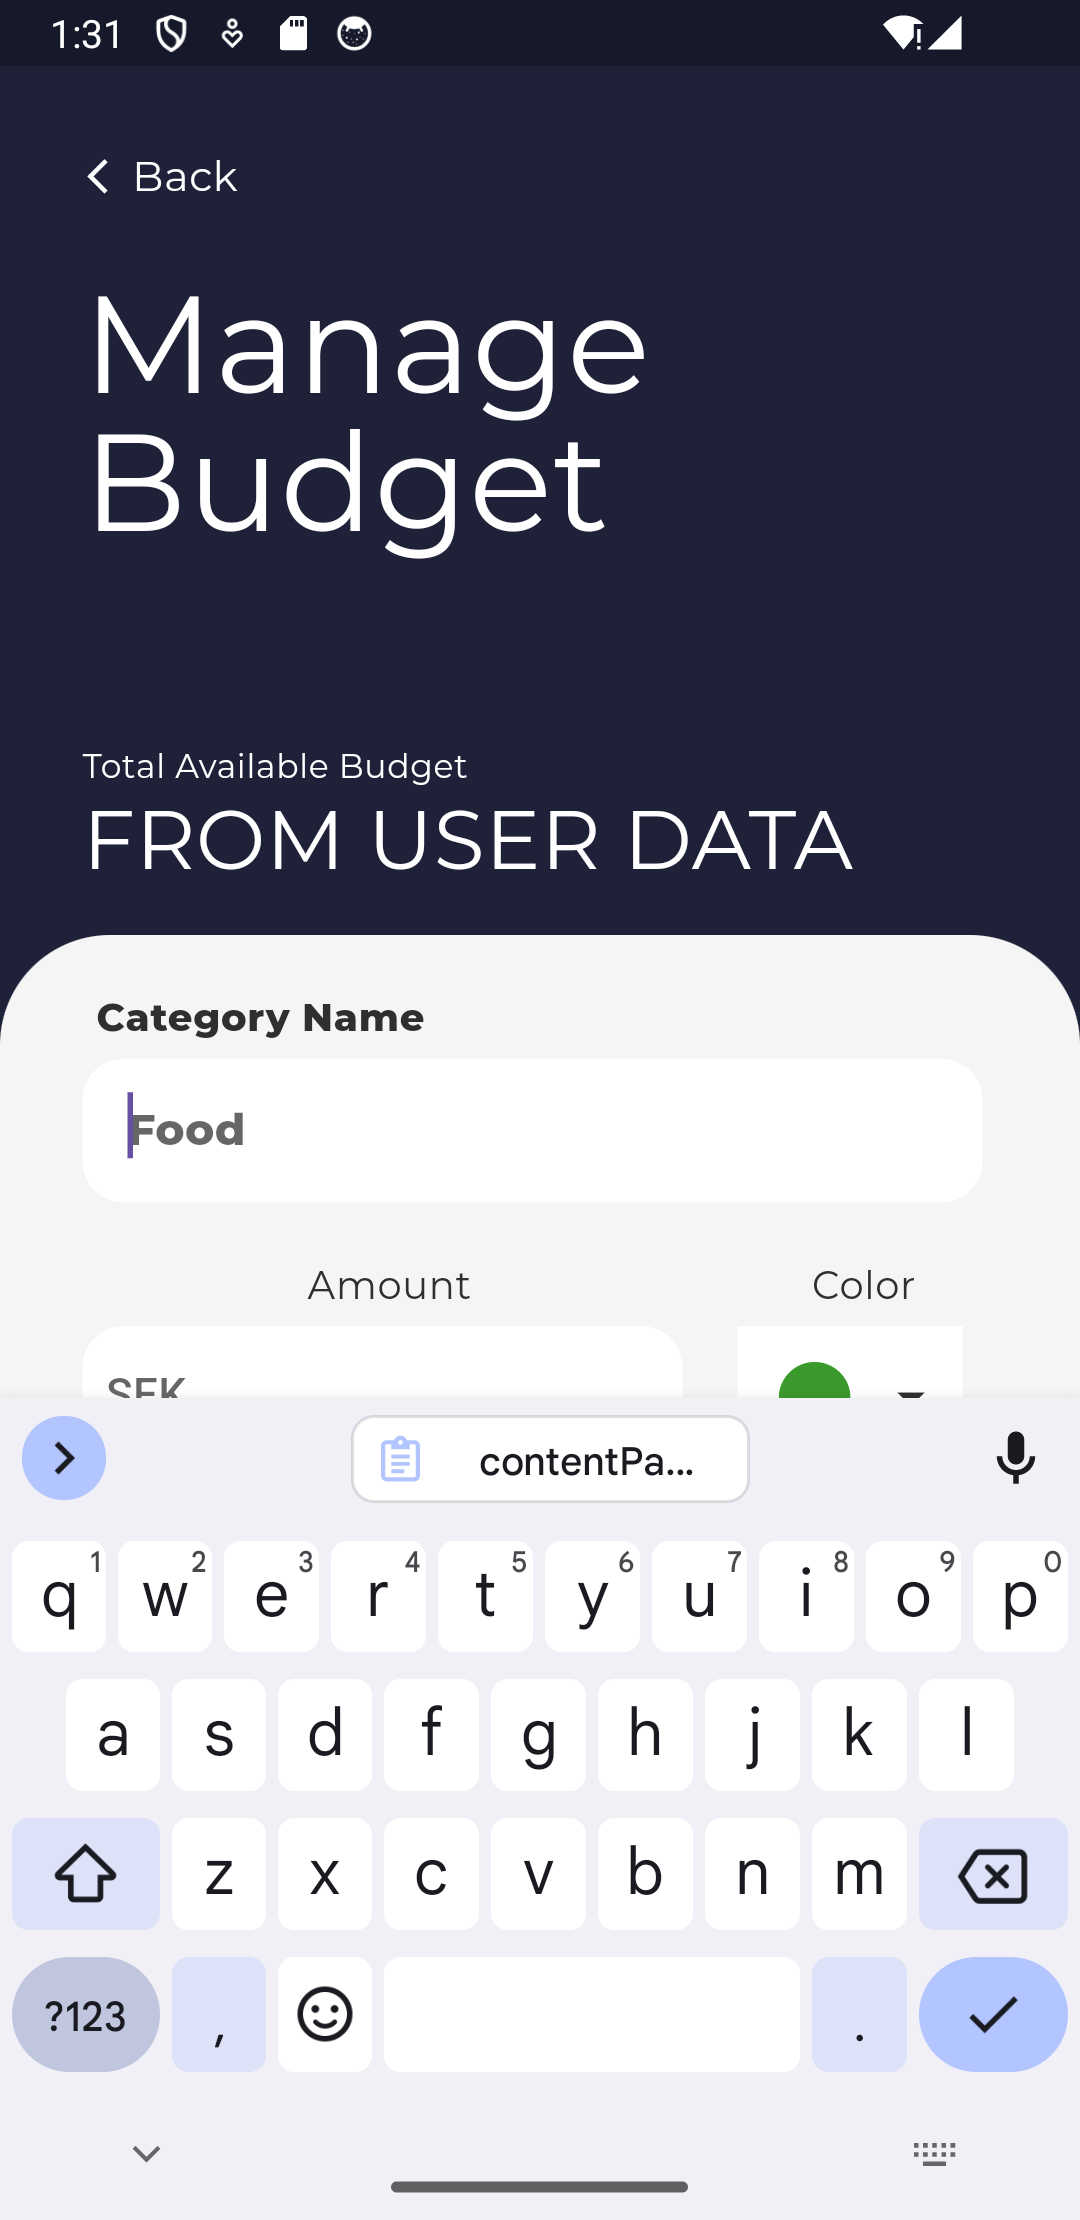 1:31
Back
Manage
Budget
Total Available Budget
FROM USER DATA
Category Name
Food
Amount Color
SEK
contentPa...
1 2 3 4 5 6 7 8 9 0
q w e r t y u i o p
a s d f g h j k l
z x c v b n m
?123 , .